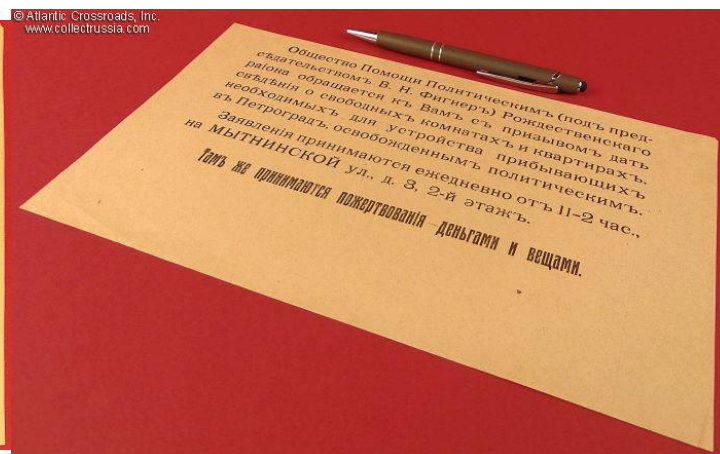 © Atlantic Crossroads, Inc.
www.collectrussia.com
Общество Помощи Политическимъ (подъ пред-
сѣдательствомъ В. Н. Фигнеръ) Рождественскаго
раіона обращается къ Вамъ съ призывомъ дать
свѣдѣнія о свободныхъ комнатахъ и квартирахъ,
необходимыхъ для устройства прибывающихъ
въ Петроградъ, освобожденнымъ политическимъ.
Заявленія принимаются ежедневно отъ 11-2 час.,
на МЫТНИНСКОЙ ул., д. 3, 2-й этажъ.
Тамъ же принимаются пожертвованія деньгами и вещами.